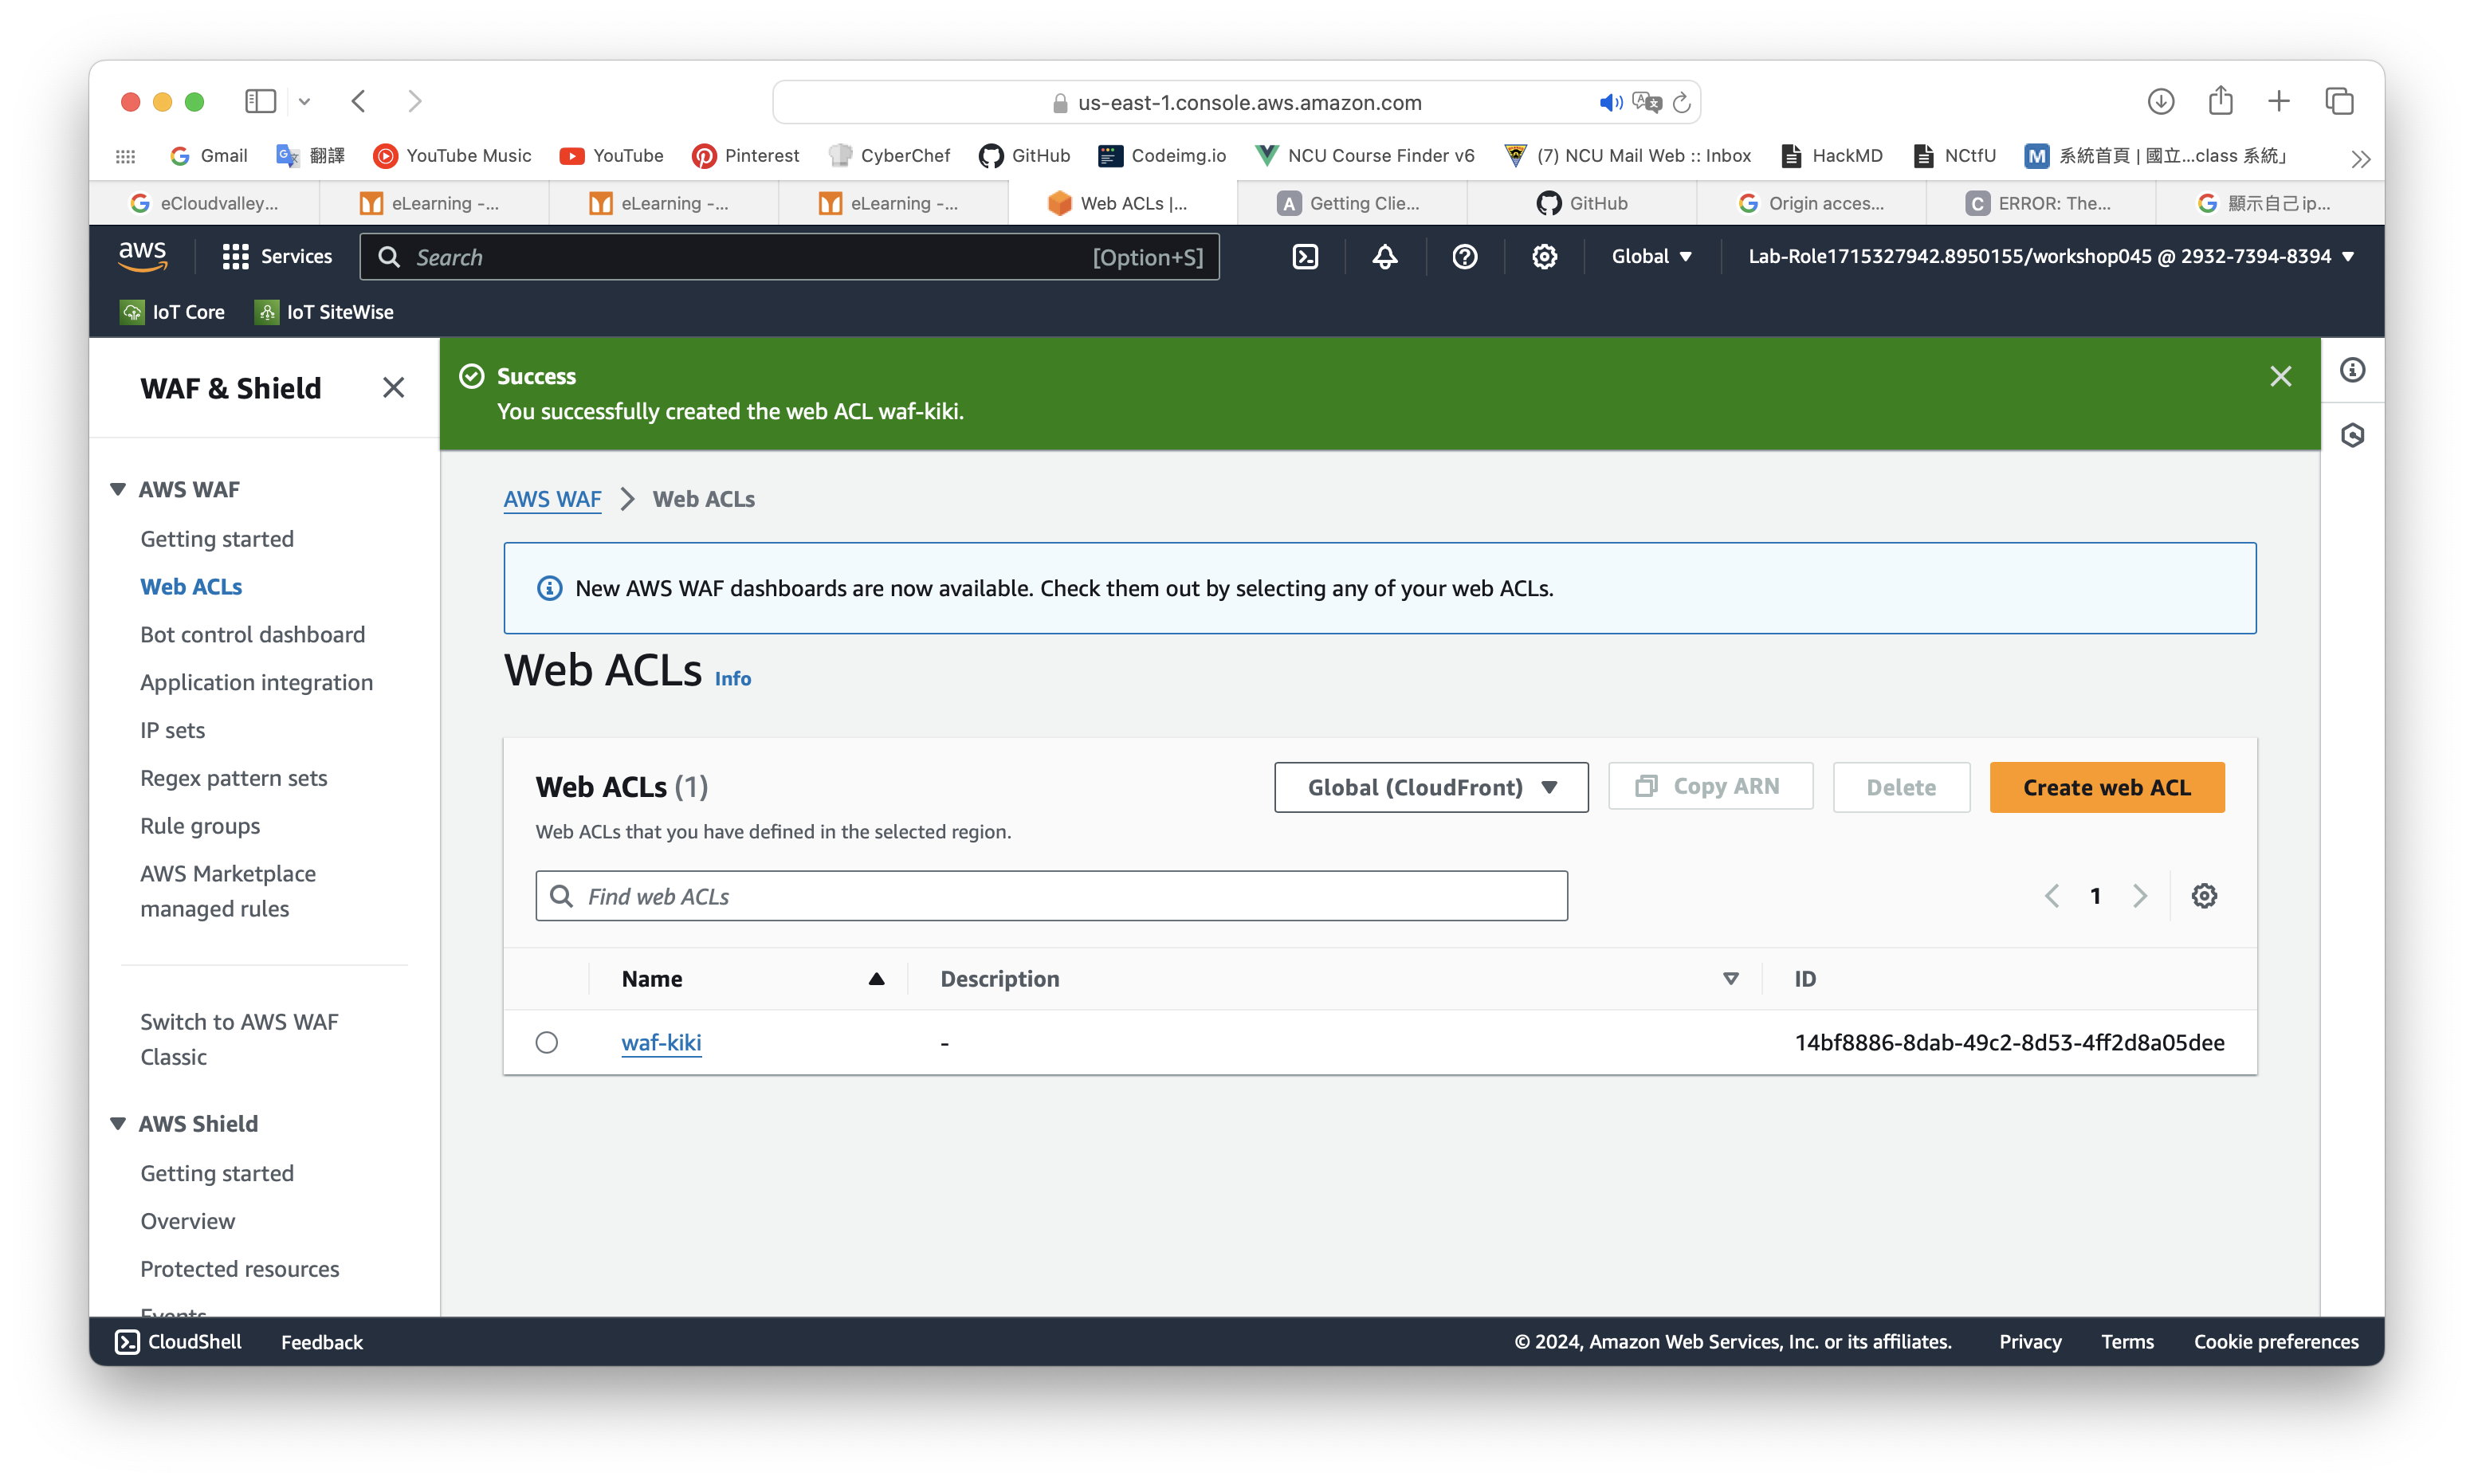 us-east-1.console.aws.amazon.com
Gmail
翻譯
YouTube Music
YouTube
Pinterest
CyberChef
GitHub
Codeimg.io
NCU Course Finder v6
(7) NCU Mail Web :: Inbox
HackMD
NCtfU
系統首頁 | 國立...class 系統」
eCloudvalley...
eLearning -...
eLearning -...
eLearning -...
Web ACLs |...
Getting Clie...
GitHub
Origin acces...
ERROR: The...
顯示自己ip...
aws
Services
Search
[Option+S]
Global
Lab-Role1715327942.8950155/workshop045 @ 2932-7394-8394
IoT Core
IoT SiteWise
WAF & Shield
AWS WAF
Getting started
Web ACLs
Bot control dashboard
Application integration
IP sets
Regex pattern sets
Rule groups
AWS Marketplace
managed rules
Switch to AWS WAF
Classic
AWS Shield
Getting started
Overview
Protected resources
Events
Success
You successfully created the web ACL waf-kiki.
AWS WAF
Web ACLs
New AWS WAF dashboards are now available. Check them out by selecting any of your web ACLs.
Web ACLs Info
Web ACLs (1)
Global (CloudFront)
Copy ARN
Delete
Create web ACL
Web ACLs that you have defined in the selected region.
Find web ACLs
1
Name
Description
ID
waf-kiki
-
14bf8886-8dab-49c2-8d53-4ff2d8a05dee
CloudShell
Feedback
© 2024, Amazon Web Services, Inc. or its affiliates.
Privacy
Terms
Cookie preferences